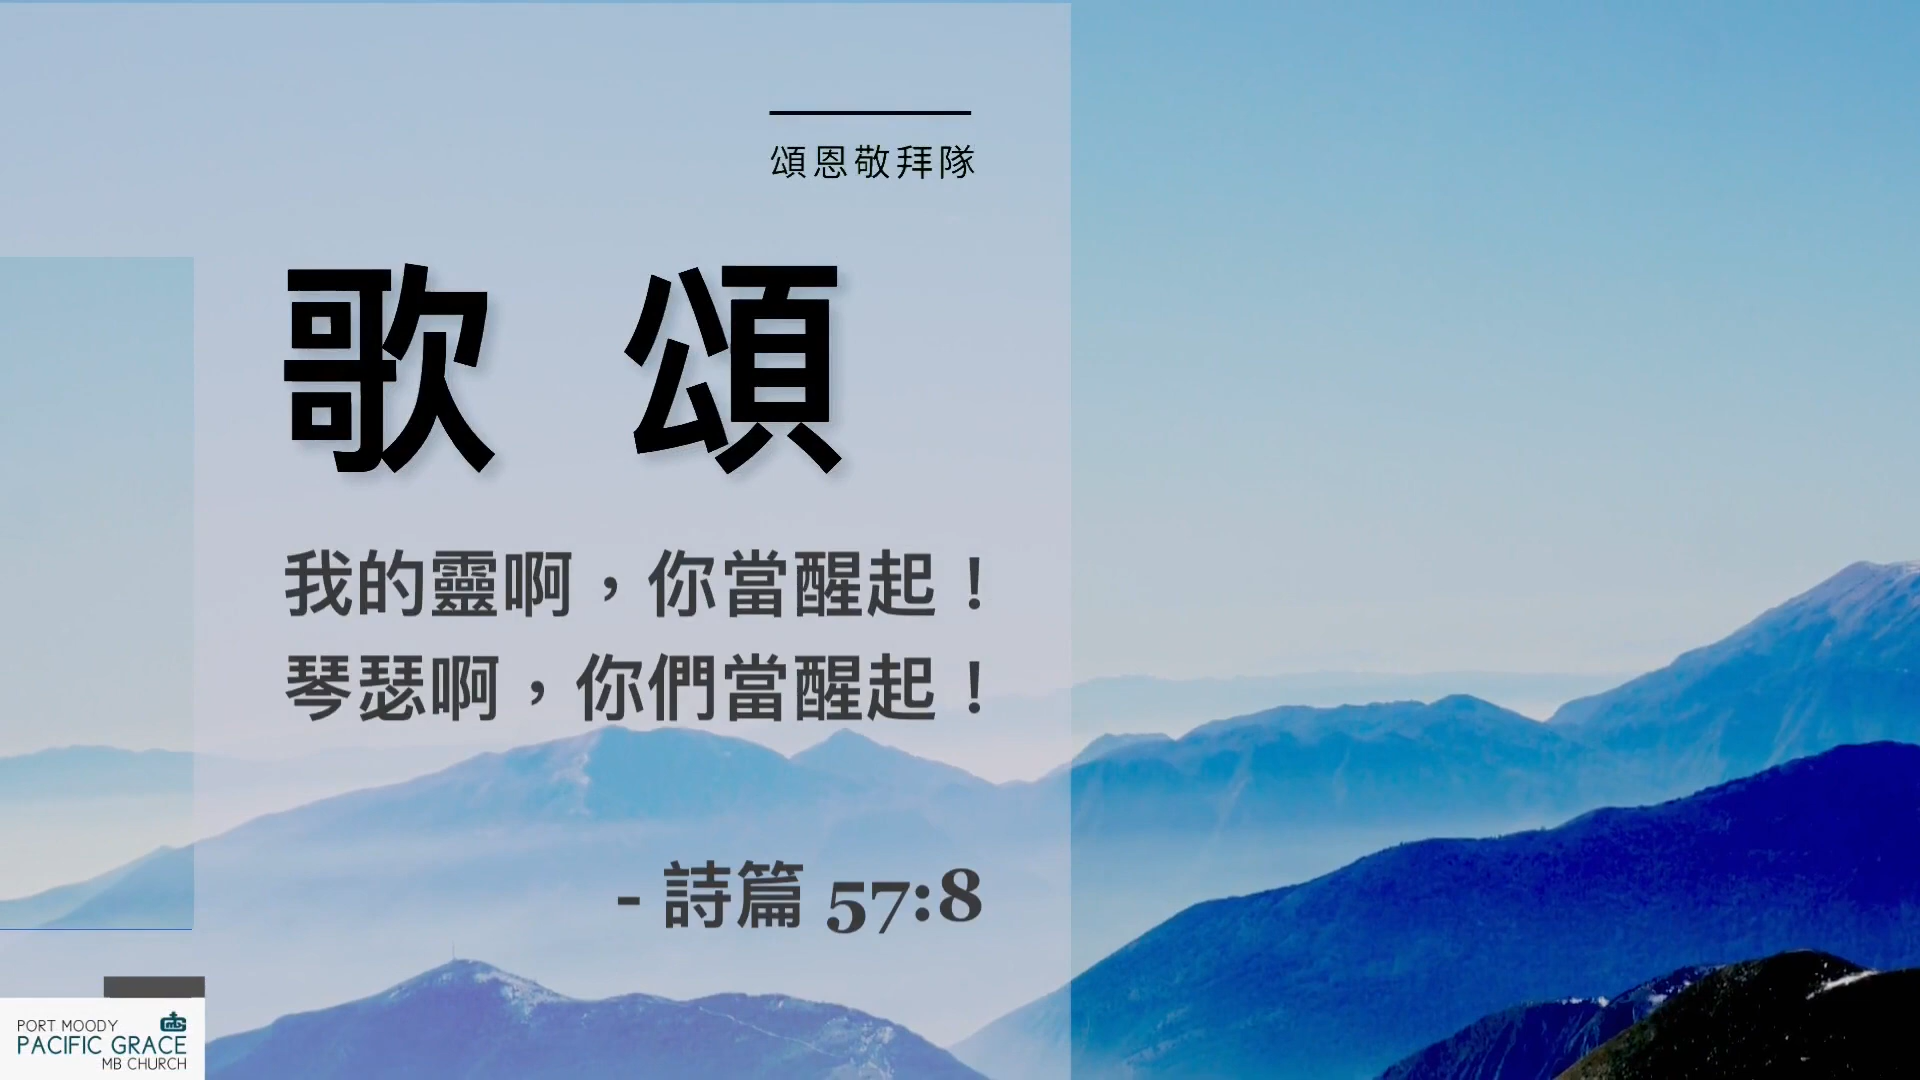 頌恩敬拜隊
歌頌
我的靈啊，你當醒起！
琴瑟啊，你們當醒起！
- 詩篇 57:8
PORT MOODY
PACIFIC GRACE
MB CHURCH